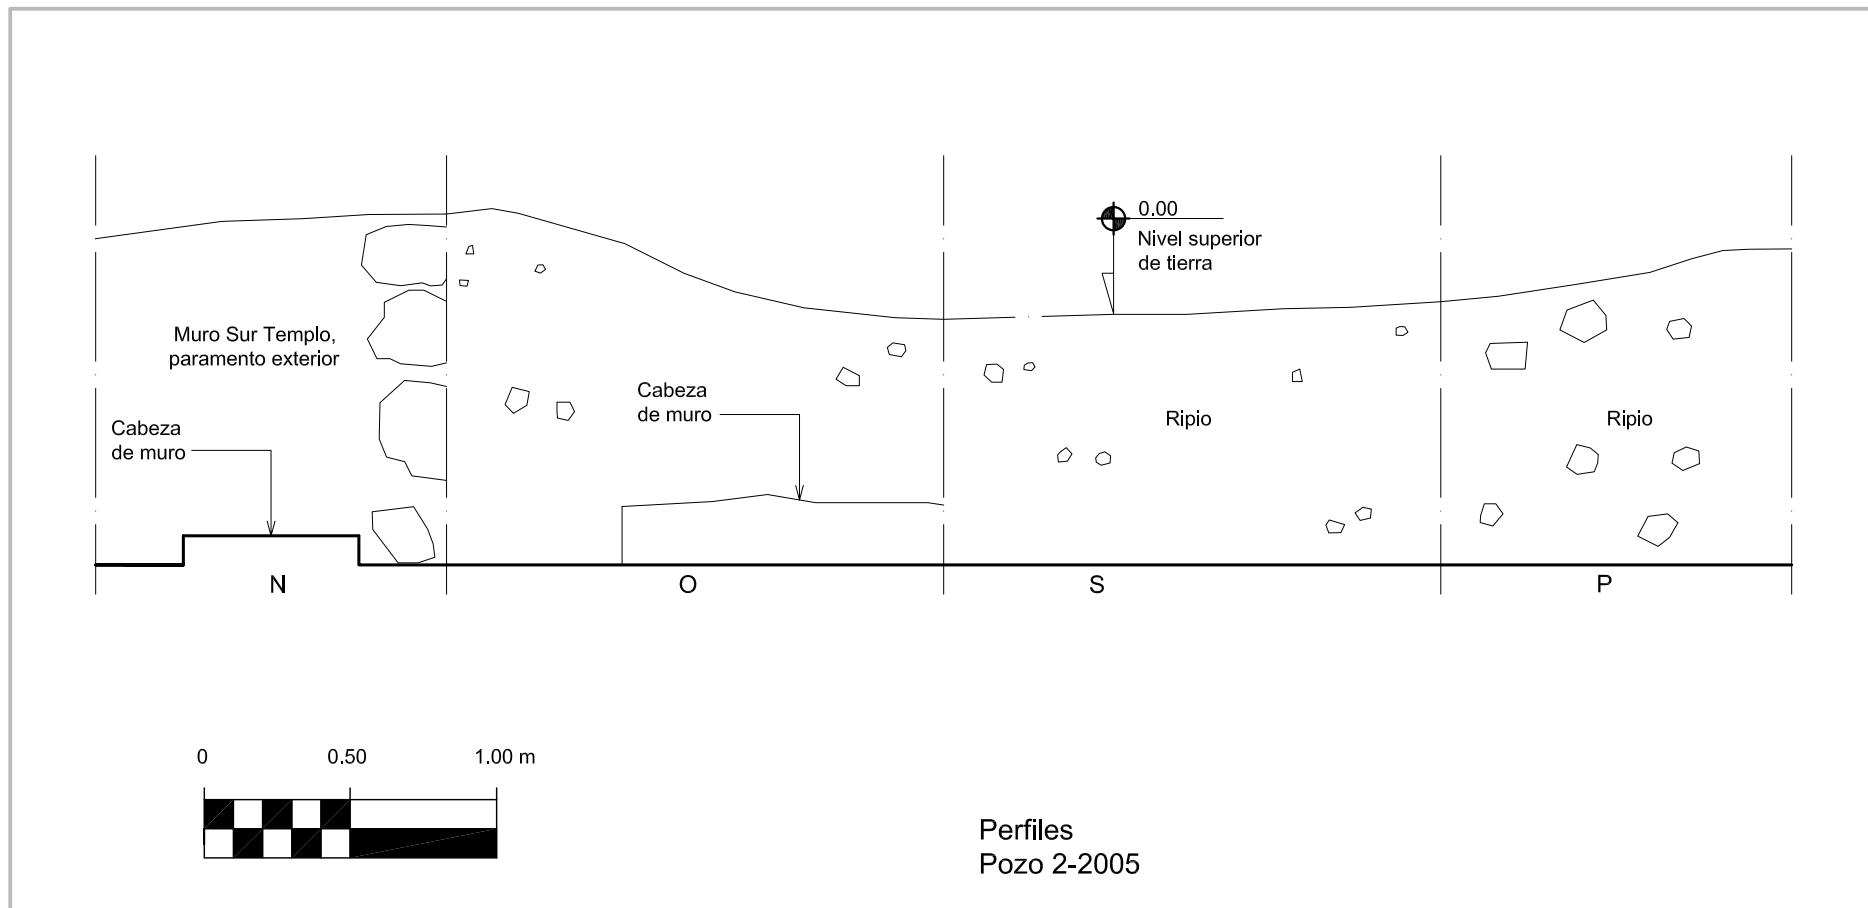 0.00
Nivel superior
de tierra
Muro Sur Templo,
paramento exterior
Cabeza
de muro
Cabeza
de muro
Ripio
Ripio
N
O
S
P
0
0.50
1.00 m
Perfiles
Pozo 2-2005